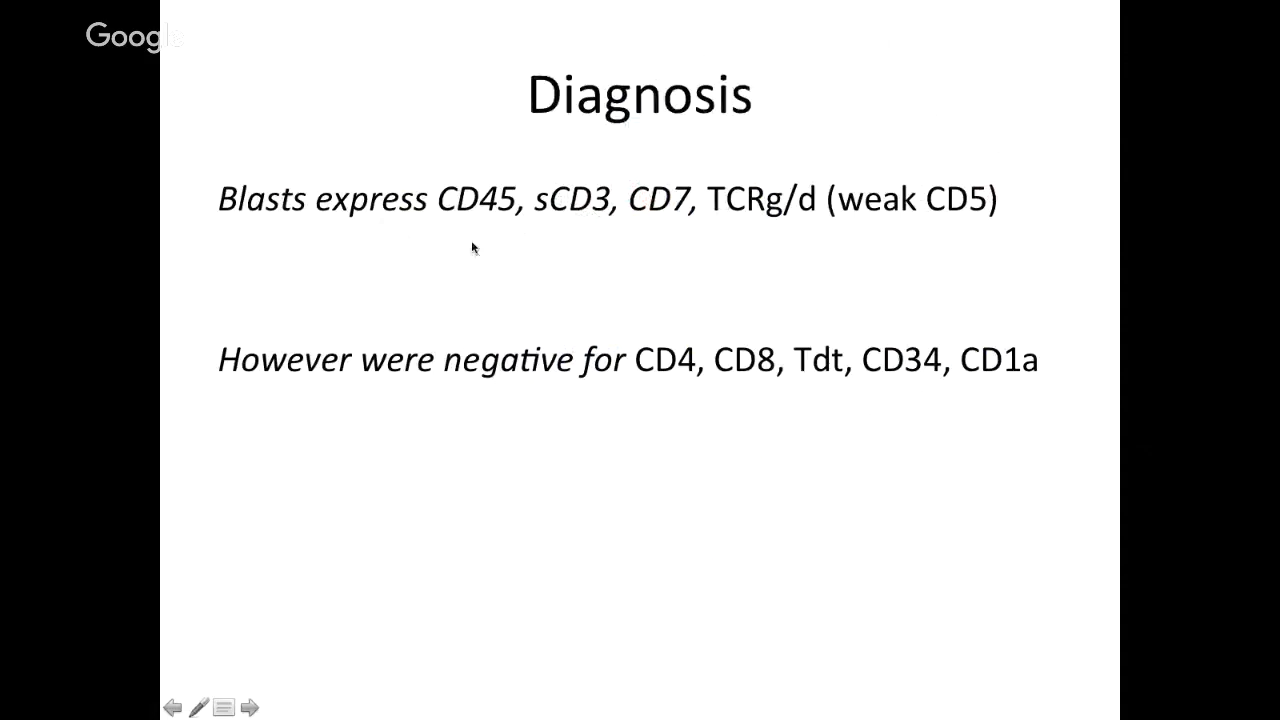 Google
Diagnosis
Blasts express CD45, sCD3, CD7, TCRg/d (weak CD5)
However were negative for CD4, CD8, Tdt, CD34, CD1a